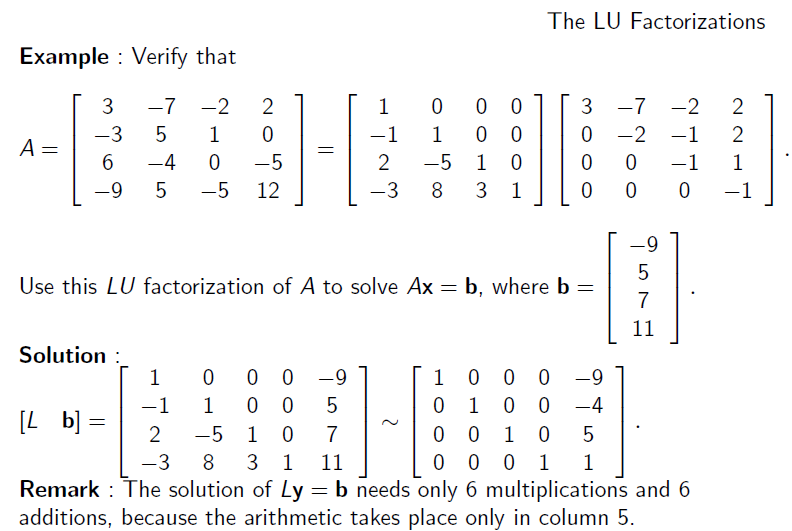 The LU Factorizations
Example : Verify that
A = [ 3 −7 −2 2 ; −3 5 1 0 ; 6 −4 0 −5 ; −9 5 −5 12 ] = [ 1 0 0 0 ; −1 1 0 0 ; 2 −5 1 0 ; −3 8 3 1 ] [ 3 −7 −2 2 ; 0 −2 −1 2 ; 0 0 −1 1 ; 0 0 0 −1 ] .
Use this LU factorization of A to solve Ax = b, where b = [ −9 ; 5 ; 7 ; 11 ] .
Solution :
[L b] = [ 1 0 0 0 −9 ; −1 1 0 0 5 ; 2 −5 1 0 7 ; −3 8 3 1 11 ] ∼ [ 1 0 0 0 −9 ; 0 1 0 0 −4 ; 0 0 1 0 5 ; 0 0 0 1 1 ] .
Remark : The solution of Ly = b needs only 6 multiplications and 6
additions, because the arithmetic takes place only in column 5.